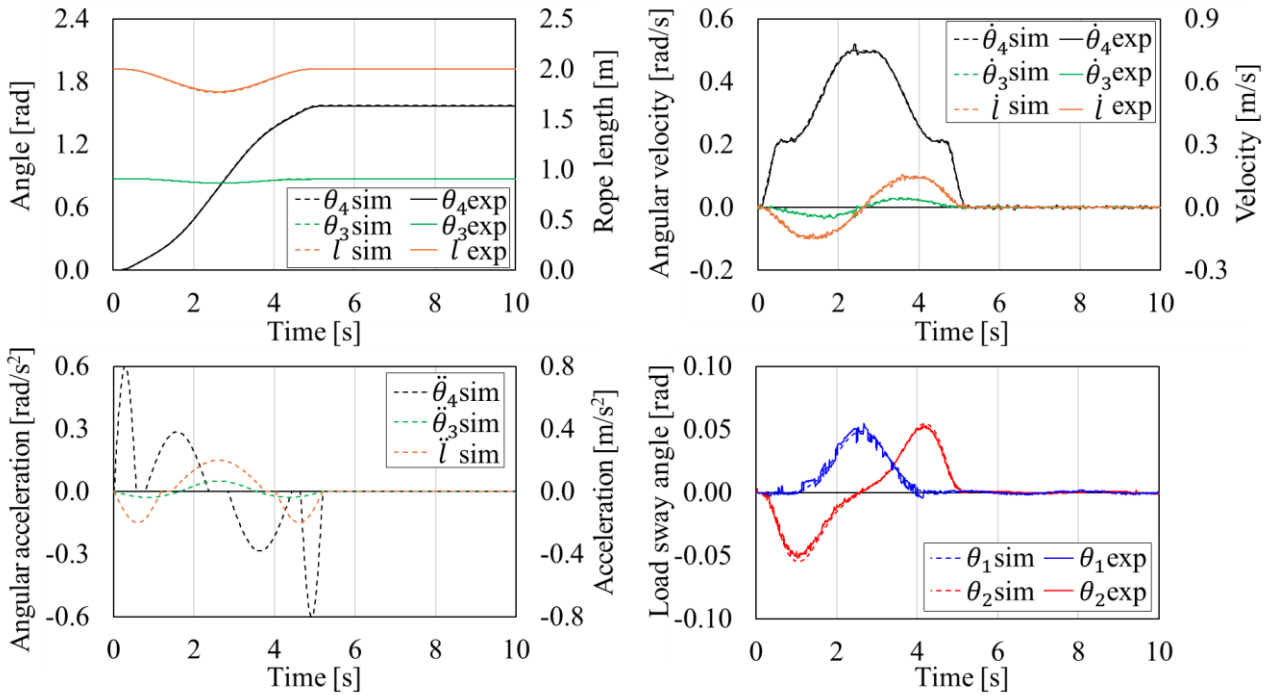 2.4
1.8
1.2
0.6
0.0
Angle [rad]
θ₄sim θ₄exp
θ₃sim θ₃exp
l sim l exp
2.5
2.0
1.5
1.0
0.5
0.0
Rope length [m]
0 2 4 6 8 10
Time [s]
0.6
0.4
0.2
0.0
-0.2
Angular velocity [rad/s]
θ̇₄sim θ̇₄exp
θ̇₃sim θ̇₃exp
l̇ sim l̇ exp
0.9
0.6
0.3
0.0
-0.3
Velocity [m/s]
0 2 4 6 8 10
Time [s]
0.6
0.3
0.0
-0.3
-0.6
Angular acceleration [rad/s²]
θ̈₄sim
θ̈₃sim
l̈ sim
0.8
0.4
0.0
-0.4
-0.8
Acceleration [m/s²]
0 2 4 6 8 10
Time [s]
0.10
0.05
0.00
-0.05
-0.10
Load sway angle [rad]
θ₁sim θ₁exp
θ₂sim θ₂exp
0 2 4 6 8 10
Time [s]